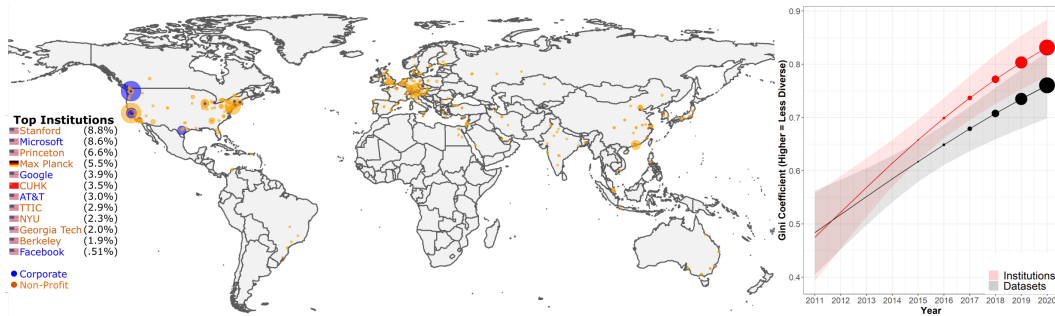 Top Institutions
Stanford (8.8%)
Microsoft (8.6%)
Princeton (6.6%)
Max Planck (5.5%)
Google (3.9%)
CUHK (3.5%)
AT&T (3.0%)
TTIC (2.9%)
NYU (2.3%)
Georgia Tech (2.0%)
Berkeley (1.9%)
Facebook (.51%)
Corporate
Non-Profit
Gini Coefficient (Higher = Less Diverse)
0.9
0.8
0.7
0.6
0.5
0.4
Institutions
Datasets
2011 2012 2013 2014 2015 2016 2017 2018 2019 2020
Year